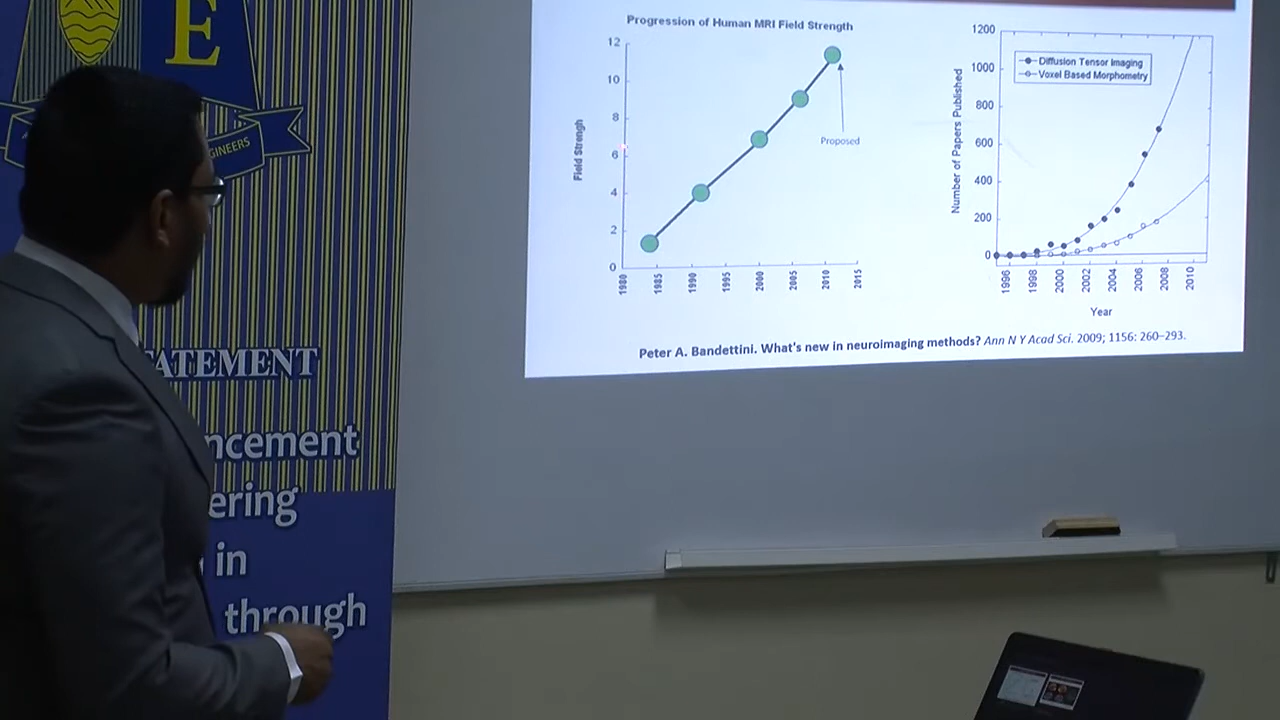 E
GINEERS
ATEMENT
ncement
ering
in
through
Progression of Human MRI Field Strength
12
10
8
6
4
2
0
Field Strengh
Proposed
1980
1985
1990
1995
2000
2005
2010
2015
1200
1000
800
600
400
200
0
Number of Papers Published
Diffusion Tensor Imaging
Voxel Based Morphometry
1996
1998
2000
2002
2004
2006
2008
2010
Year
Peter A. Bandettini. What's new in neuroimaging methods? Ann N Y Acad Sci. 2009; 1156: 260–293.